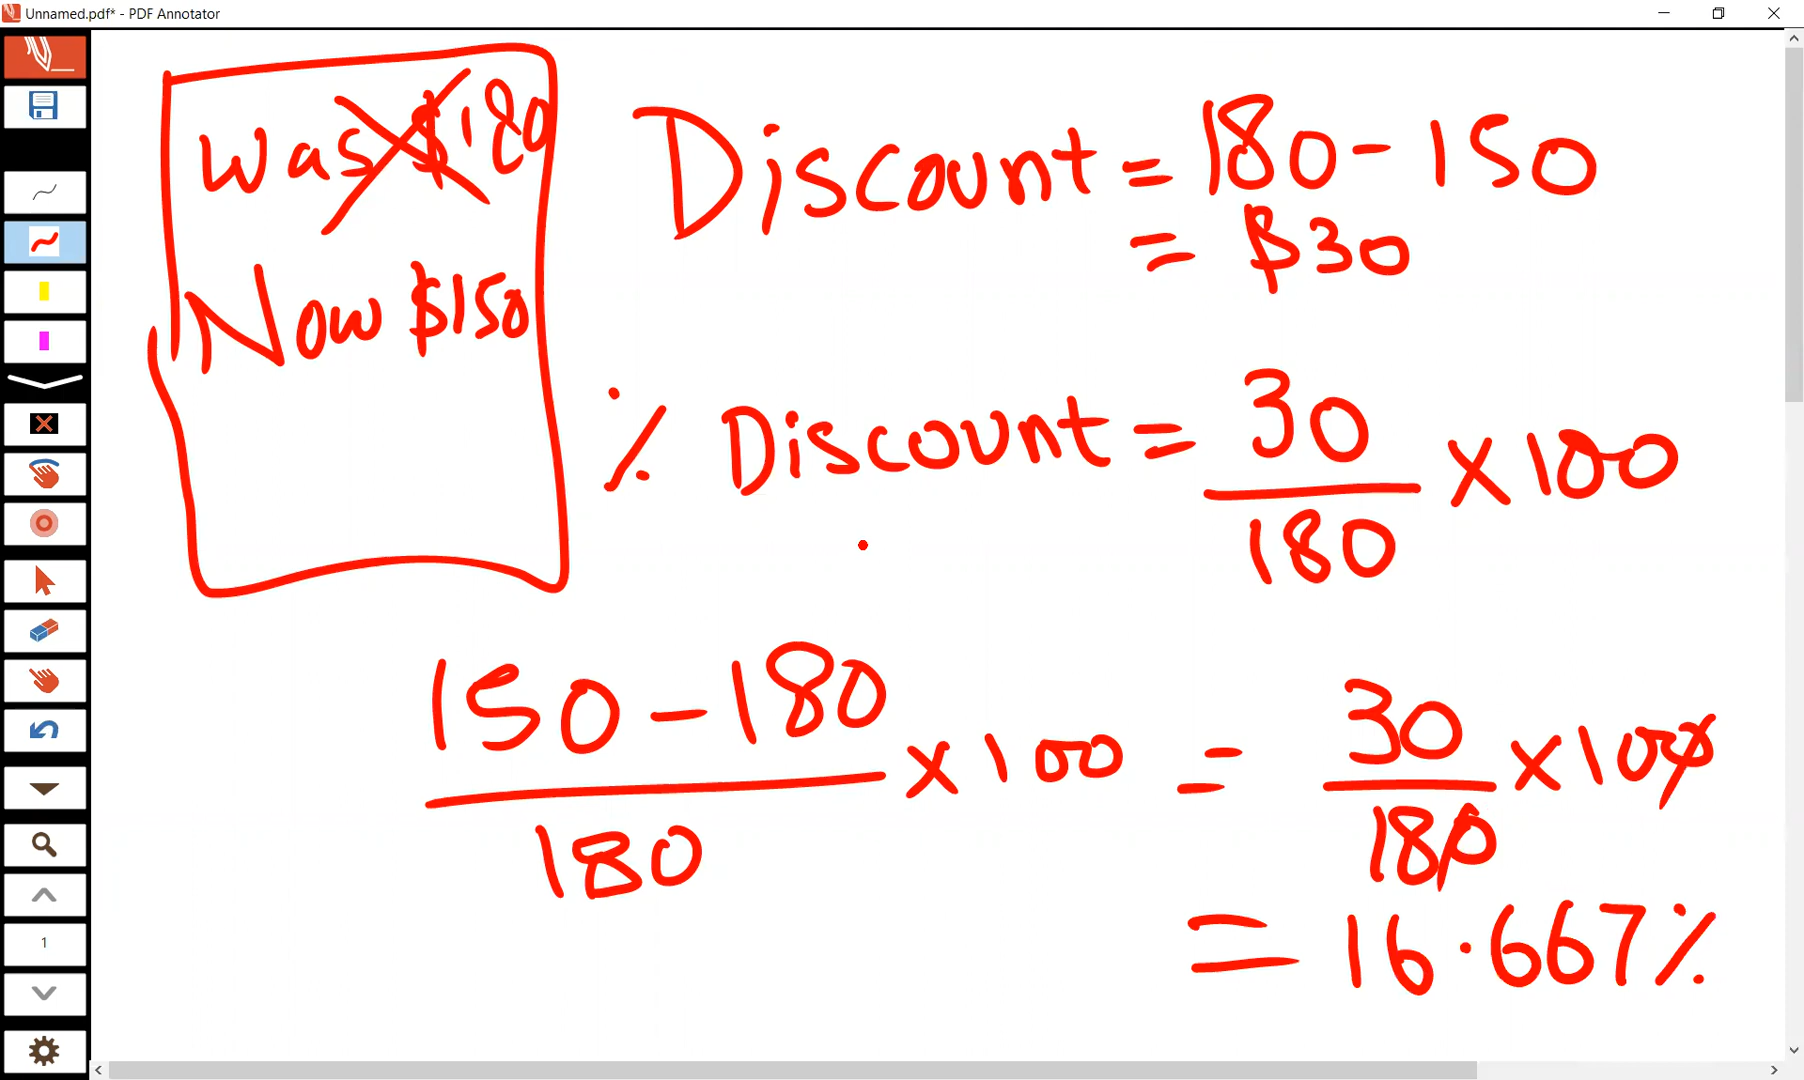 Unnamed.pdf* - PDF Annotator
Was $180
Now $150
Discount = 180 - 150
= $30
% Discount = 30/180 × 100
150 - 180/180 × 100 = 30/180 × 100
= 16.667%
1